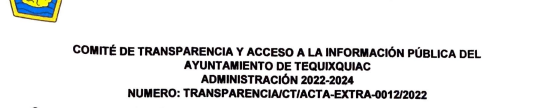 COMITÉ DE TRANSPARENCIA Y ACCESO A LA INFORMACIÓN PÚBLICA DEL
AYUNTAMIENTO DE TEQUIXQUIAC
ADMINISTRACIÓN 2022-2024
NUMERO: TRANSPARENCIA/CT/ACTA-EXTRA-0012/2022